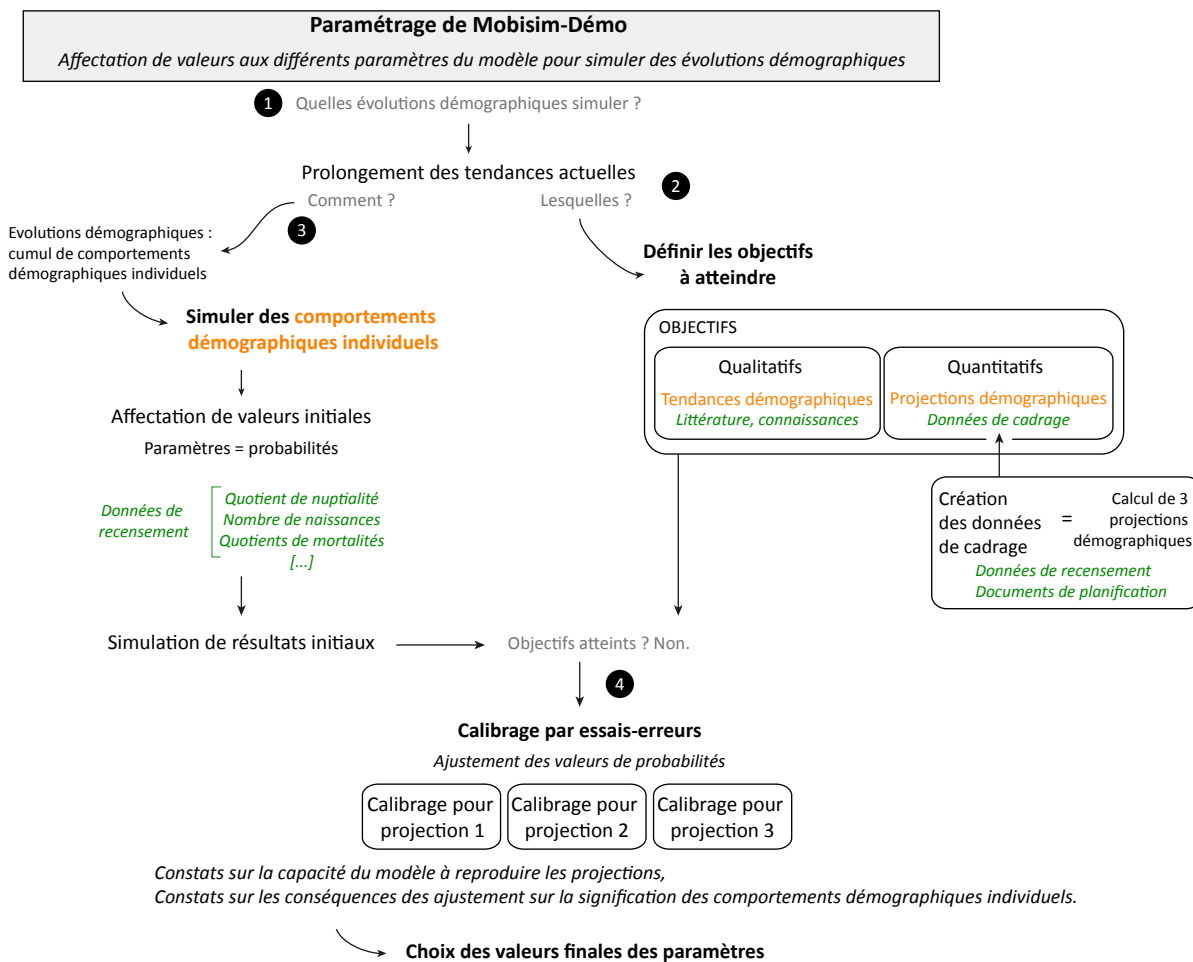 Paramétrage de Mobisim-Démo
Affectation de valeurs aux différents paramètres du modèle pour simuler des évolutions démographiques
1 Quelles évolutions démographiques simuler ?
Prolongement des tendances actuelles
2
Comment ?
Lesquelles ?
3
Evolutions démographiques :
cumul de comportements
démographiques individuels
Définir les objectifs
à atteindre
Simuler des comportements
démographiques individuels
OBJECTIFS
Qualitatifs
Tendances démographiques
Littérature, connaissances
Quantitatifs
Projections démographiques
Données de cadrage
Affectation de valeurs initiales
Paramètres = probabilités
Données de
recensement
Quotient de nuptialité
Nombre de naissances
Quotients de mortalités
[...]
Création
des données
de cadrage
=
Calcul de 3
projections
démographiques
Données de recensement
Documents de planification
Simulation de résultats initiaux
Objectifs atteints ? Non.
4
Calibrage par essais-erreurs
Ajustement des valeurs de probabilités
Calibrage pour
projection 1
Calibrage pour
projection 2
Calibrage pour
projection 3
Constats sur la capacité du modèle à reproduire les projections,
Constats sur les conséquences des ajustement sur la signification des comportements démographiques individuels.
Choix des valeurs finales des paramètres